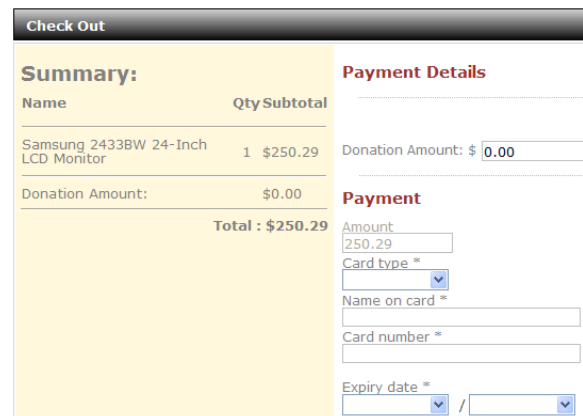 Check Out
Summary:
Name Qty Subtotal
Samsung 2433BW 24-Inch
LCD Monitor 1 $250.29
Donation Amount: $0.00
Total : $250.29
Payment Details
Donation Amount: $ 0.00
Payment
Amount
250.29
Card type *
Name on card *
Card number *
Expiry date *
/